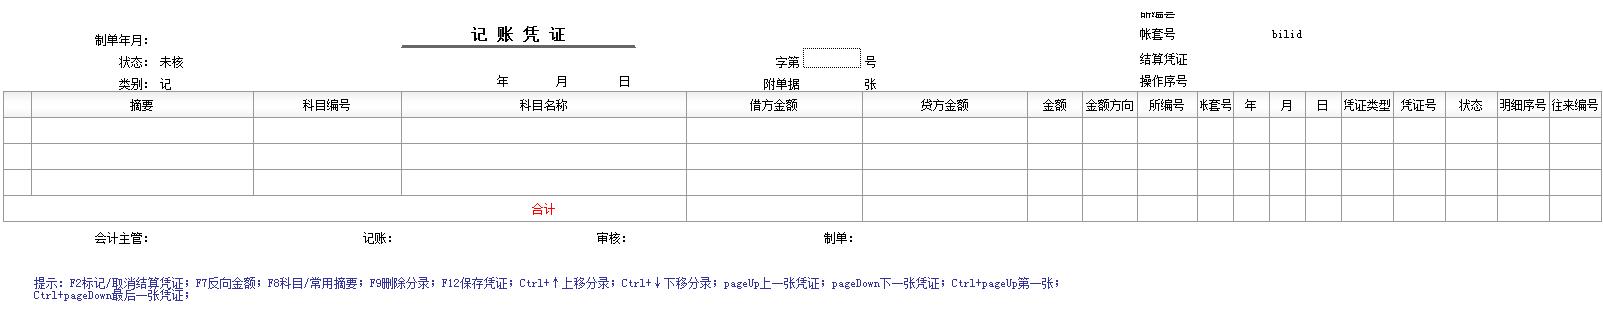 所编号
记 账 凭 证
帐套号 bilid
制单年月:
结算凭证
状态: 未核
字第 号
操作序号
类别: 记
年 月 日
附单据 张
摘要 科目编号 科目名称 借方金额 贷方金额 金额 金额方向 所编号 帐套号 年 月 日 凭证类型 凭证号 状态 明细序号 往来编号
合计
会计主管: 记账: 审核: 制单:
提示: F2标记/取消结算凭证; F7反向金额; F8科目/常用摘要; F9删除分录; F12保存凭证; Ctrl+↑上移分录; Ctrl+↓下移分录; pageUp上一张凭证; pageDown下一张凭证; Ctrl+pageUp第一张;
Ctrl+pageDown最后一张凭证;